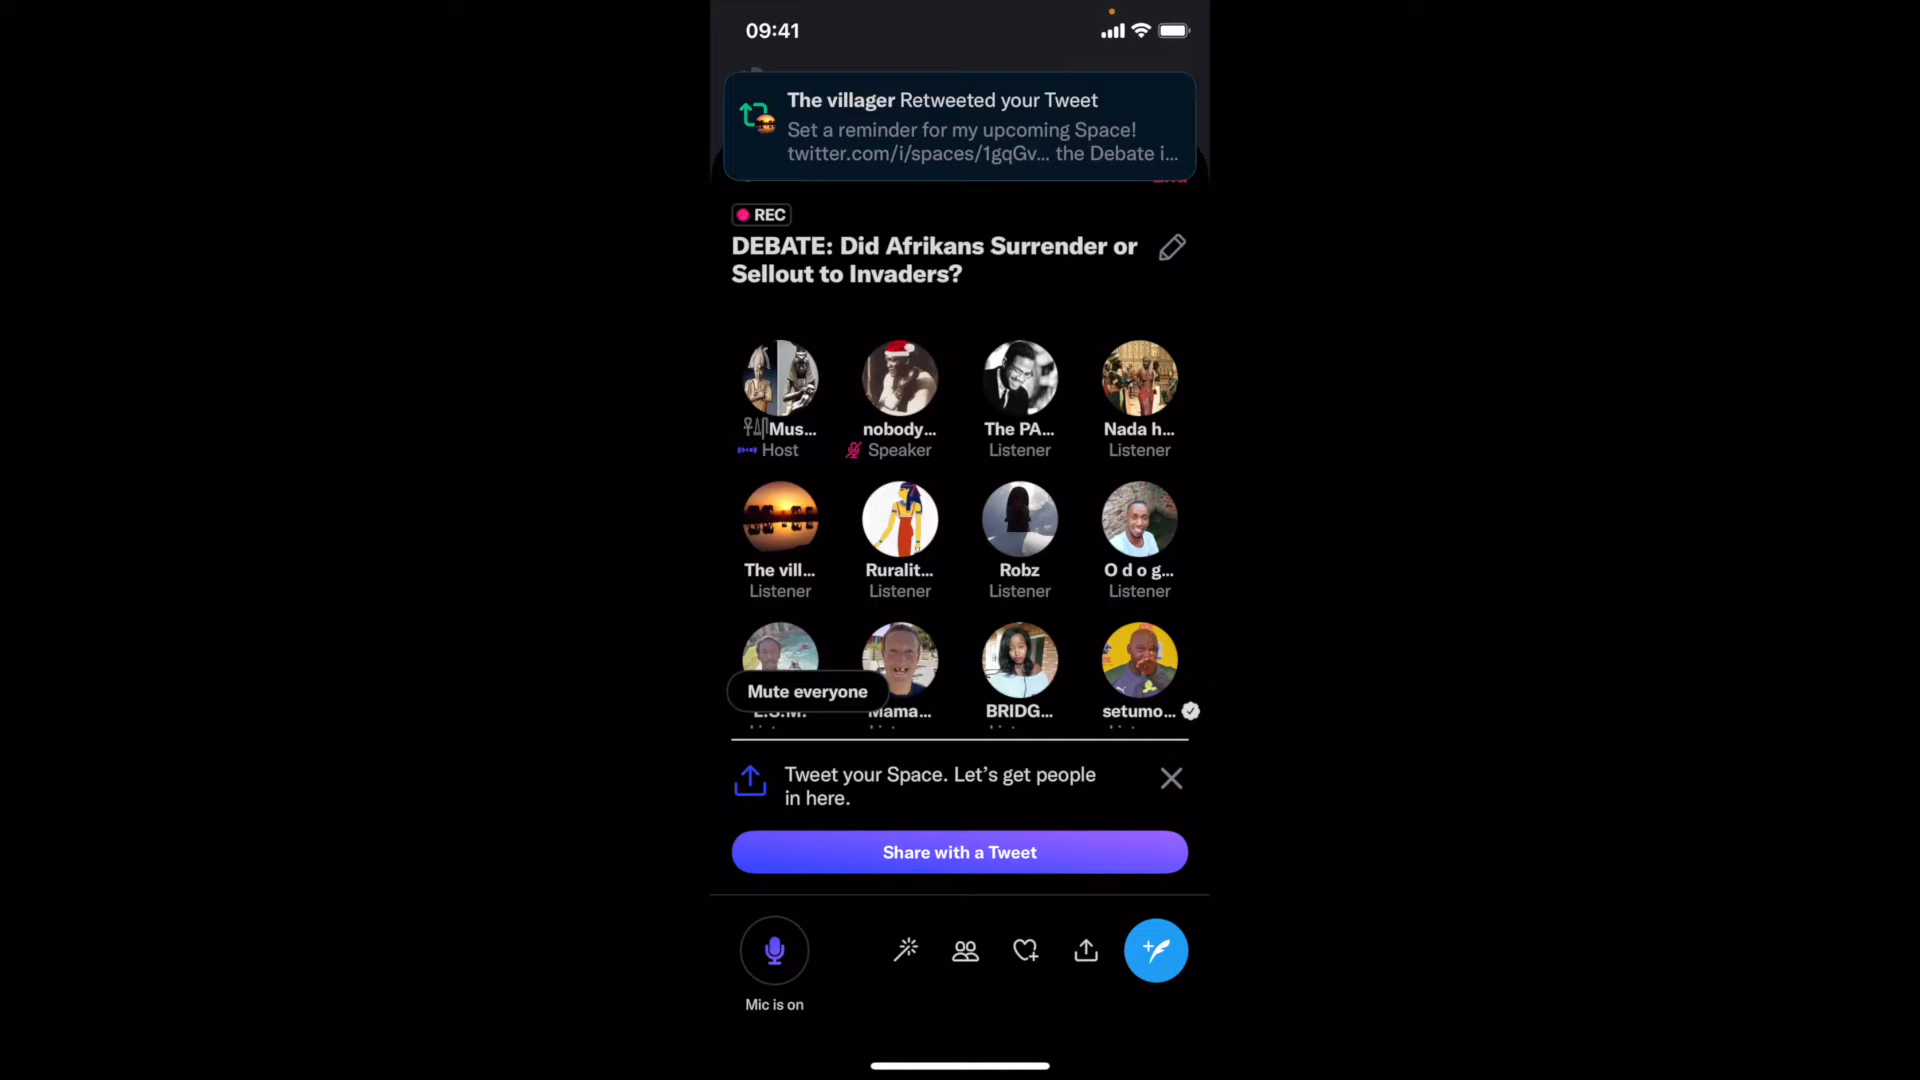 09:41
The villager Retweeted your Tweet
Set a reminder for my upcoming Space!
twitter.com/i/spaces/1gqGv... the Debate i...
REC
DEBATE: Did Afrikans Surrender or
Sellout to Invaders?
Mus... nobody... The PA... Nada h...
Host Speaker Listener Listener
The vill... Ruralit... Robz O d o g...
Listener Listener Listener Listener
Mute everyone
Mama... BRIDG... setumo...
Tweet your Space. Let’s get people
in here.
Share with a Tweet
Mic is on